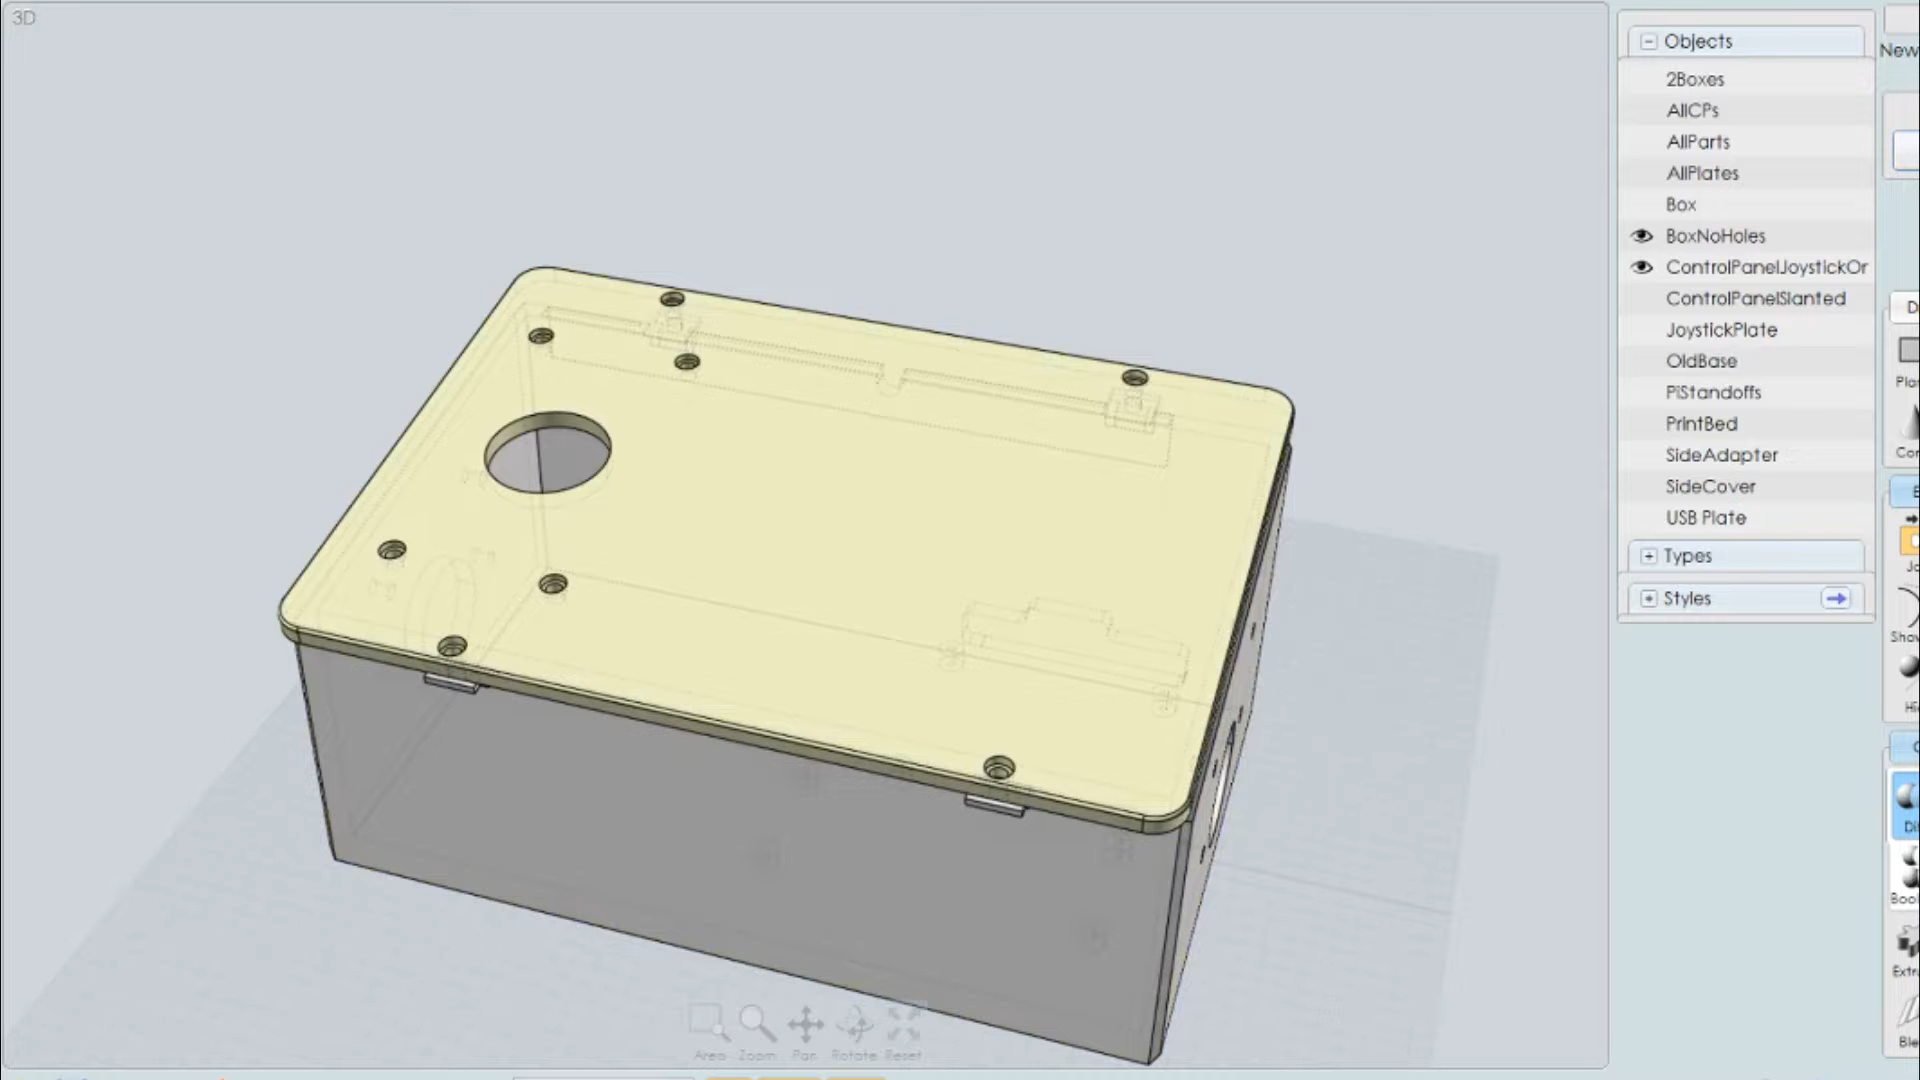 3D
Objects
New
2Boxes
AllCPs
AllParts
AllPlates
Box
BoxNoHoles
ControlPanelJoystickOr
ControlPanelSlanted
JoystickPlate
OldBase
PiStandoffs
PrintBed
SideAdapter
SideCover
USB Plate
Types
Styles
Area Zoom Pan Rotate Reset